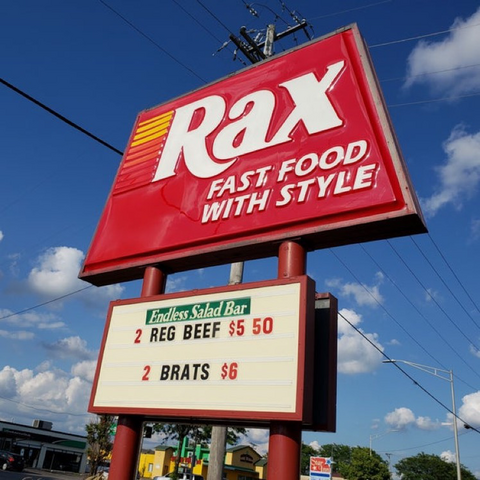 Rax
FAST FOOD
WITH STYLE
Endless Salad Bar
2 REG BEEF $5 50
2 BRATS $6